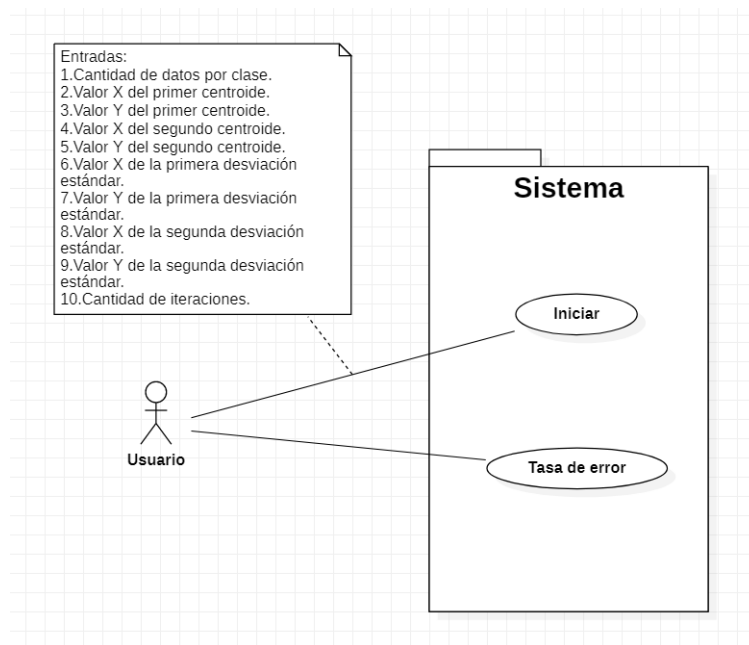 Entradas:
1.Cantidad de datos por clase.
2.Valor X del primer centroide.
3.Valor Y del primer centroide.
4.Valor X del segundo centroide.
5.Valor Y del segundo centroide.
6.Valor X de la primera desviación
estándar.
7.Valor Y de la primera desviación
estándar.
8.Valor X de la segunda desviación
estándar.
9.Valor Y de la segunda desviación
estándar.
10.Cantidad de iteraciones.
Sistema
Iniciar
Usuario
Tasa de error